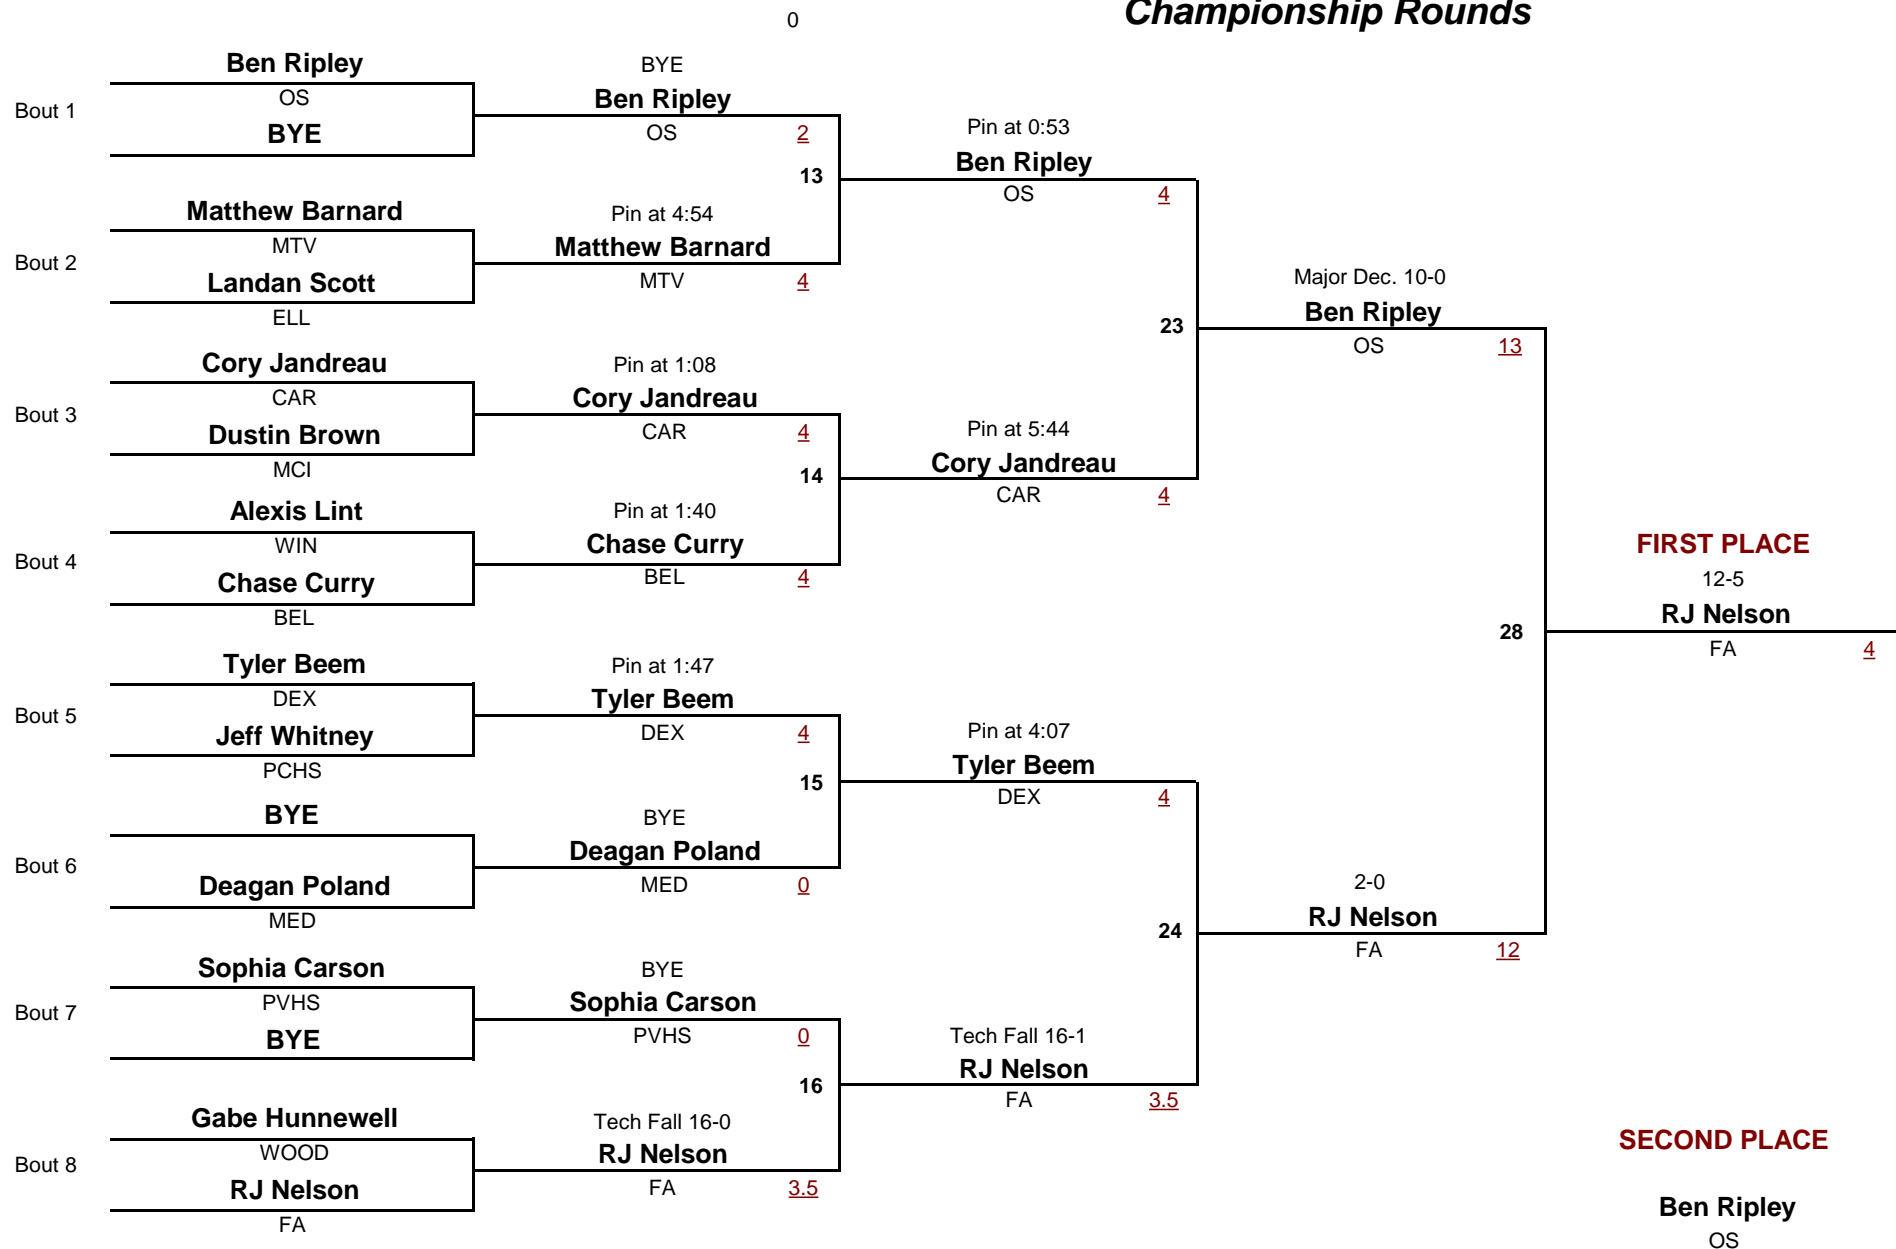 Championship Rounds
0
Ben Ripley
OS
Bout 1
BYE
Matthew Barnard
MTV
Bout 2
Landan Scott
ELL
Cory Jandreau
CAR
Bout 3
Dustin Brown
MCI
Alexis Lint
WIN
Bout 4
Chase Curry
BEL
Tyler Beem
DEX
Bout 5
Jeff Whitney
PCHS
BYE
Bout 6
Deagan Poland
MED
Sophia Carson
PVHS
Bout 7
BYE
Gabe Hunnewell
WOOD
Bout 8
RJ Nelson
FA
BYE
Ben Ripley
OS 2
13
Pin at 4:54
Matthew Barnard
MTV 4
Pin at 1:08
Cory Jandreau
CAR 4
14
Pin at 1:40
Chase Curry
BEL 4
Pin at 1:47
Tyler Beem
DEX 4
15
BYE
Deagan Poland
MED 0
BYE
Sophia Carson
PVHS 0
16
Tech Fall 16-0
RJ Nelson
FA 3.5
Pin at 0:53
Ben Ripley
OS 4
23
Pin at 5:44
Cory Jandreau
CAR 4
Pin at 4:07
Tyler Beem
DEX 4
24
Tech Fall 16-1
RJ Nelson
FA 3.5
Major Dec. 10-0
Ben Ripley
OS 13
28
2-0
RJ Nelson
FA 12
FIRST PLACE
12-5
RJ Nelson
FA 4
SECOND PLACE
Ben Ripley
OS